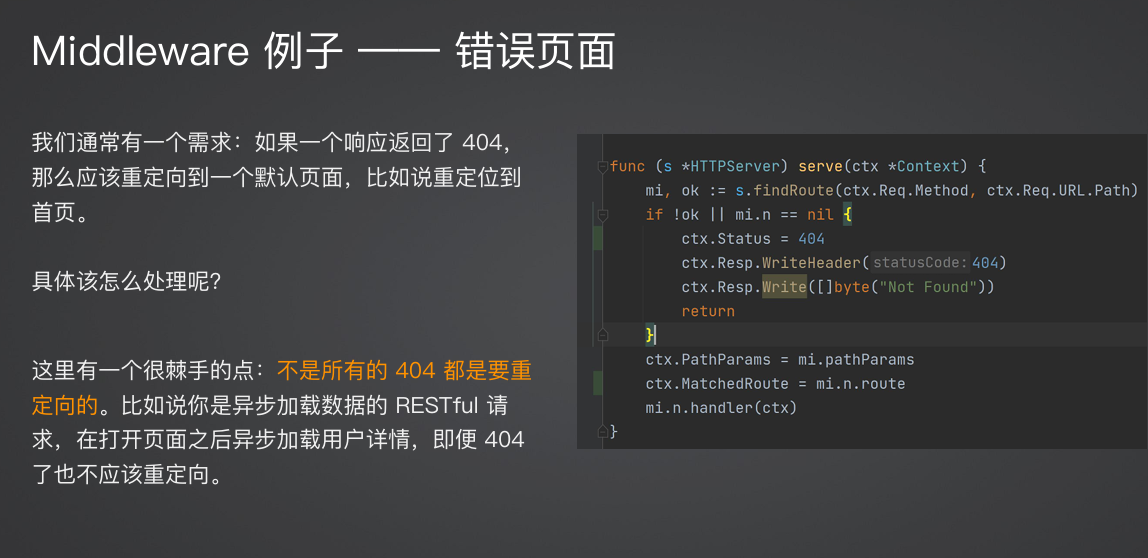 Middleware 例子 —— 错误页面
我们通常有一个需求：如果一个响应返回了 404，
那么应该重定向到一个默认页面，比如说重定位到
首页。
具体该怎么处理呢？
这里有一个很棘手的点：不是所有的 404 都是要重
定向的。比如说你是异步加载数据的 RESTful 请
求，在打开页面之后异步加载用户详情，即便 404
了也不应该重定向。
func (s *HTTPServer) serve(ctx *Context) {
    mi, ok := s.findRoute(ctx.Req.Method, ctx.Req.URL.Path)
    if !ok || mi.n == nil {
        ctx.Status = 404
        ctx.Resp.WriteHeader( statusCode: 404)
        ctx.Resp.Write([]byte("Not Found"))
        return
    }
    ctx.PathParams = mi.pathParams
    ctx.MatchedRoute = mi.n.route
    mi.n.handler(ctx)
}